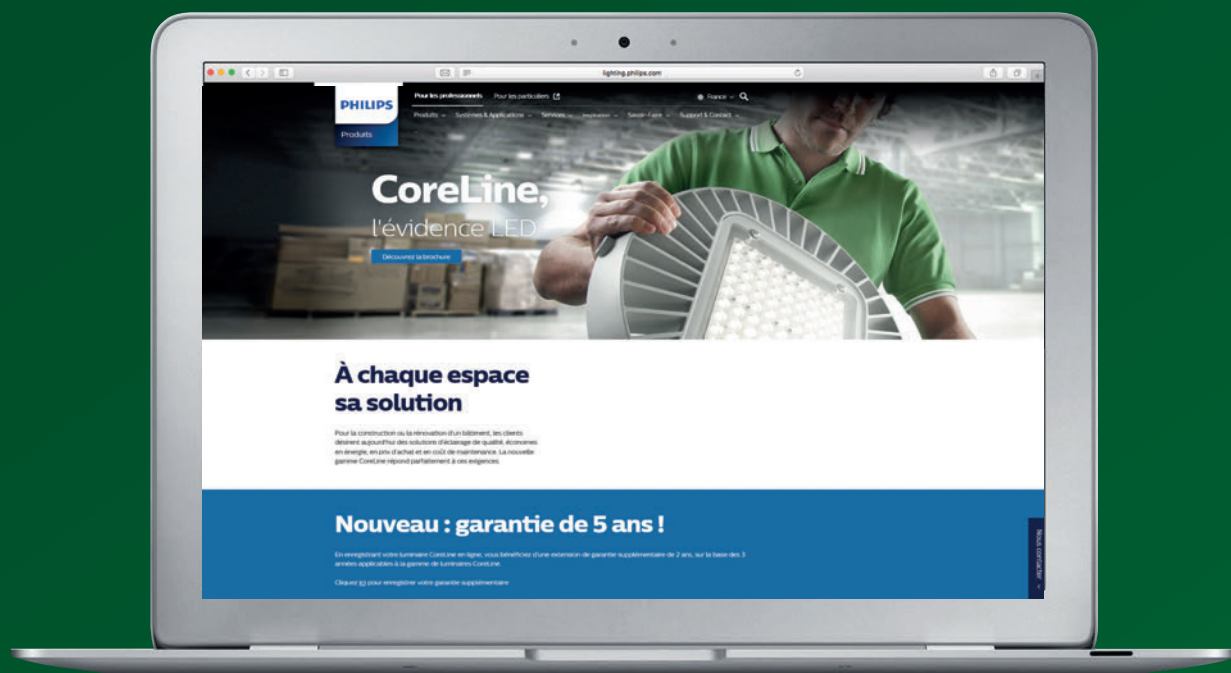 lighting.philips.com
PHILIPS
Produits
Pour les professionnels Pour les particuliers
France
Produits Systèmes & Applications Services Inspiration Savoir-Faire Support & Contact
CoreLine,
l'évidence LED
Découvrez la brochure
À chaque espace
sa solution
Pour la construction ou la rénovation d'un bâtiment, les clients
désirent aujourd'hui des solutions d'éclairage de qualité, économes
en énergie, en prix d'achat et en coût de maintenance. La nouvelle
gamme CoreLine répond parfaitement à ces exigences.
Nouveau : garantie de 5 ans !
En enregistrant votre luminaire CoreLine en ligne, vous bénéficiez d'une extension de garantie supplémentaire de 2 ans, sur la base des 3
années applicables à la gamme de luminaires CoreLine.
Cliquez ici pour enregistrer votre garantie supplémentaire
Nous contacter